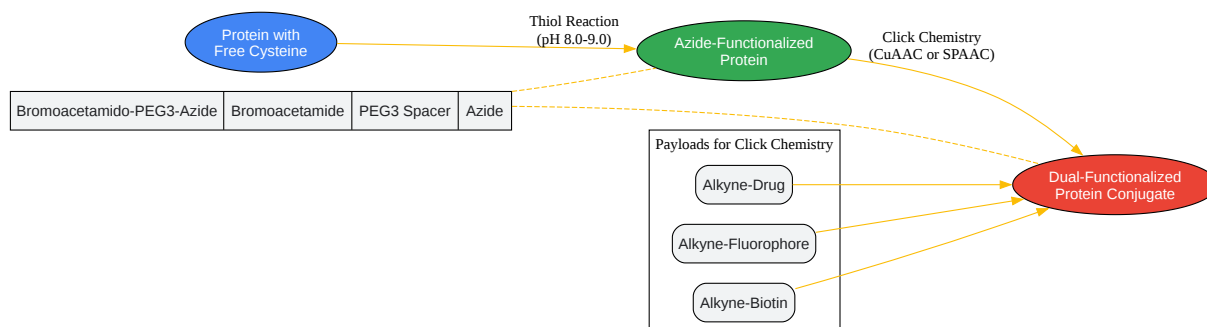 Protein with
Free Cysteine
Thiol Reaction
(pH 8.0-9.0)
Azide-Functionalized
Protein
Click Chemistry
(CuAAC or SPAAC)
Bromoacetamido-PEG3-Azide
Bromoacetamide
PEG3 Spacer
Azide
Payloads for Click Chemistry
Alkyne-Drug
Alkyne-Fluorophore
Alkyne-Biotin
Dual-Functionalized
Protein Conjugate